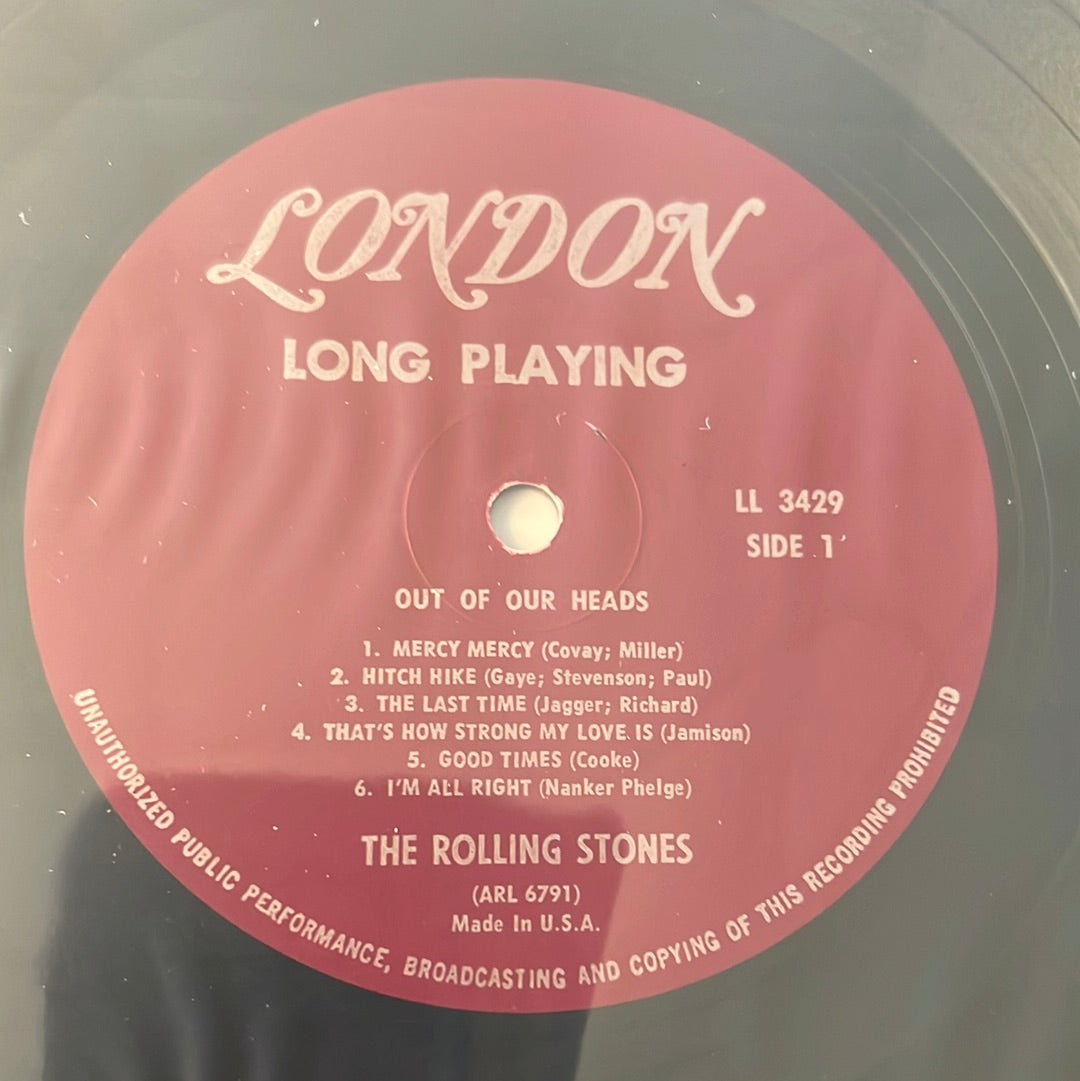 LONDON
LONG PLAYING
LL 3429
SIDE 1
OUT OF OUR HEADS
1. MERCY MERCY (Covay; Miller)
2. HITCH HIKE (Gaye; Stevenson; Paul)
3. THE LAST TIME (Jagger; Richard)
4. THAT'S HOW STRONG MY LOVE IS (Jamison)
5. GOOD TIMES (Cooke)
6. I'M ALL RIGHT (Nanker Phelge)
THE ROLLING STONES
(ARL 6791)
Made In U.S.A.
UNAUTHORIZED PUBLIC PERFORMANCE, BROADCASTING AND COPYING OF THIS RECORDING PROHIBITED